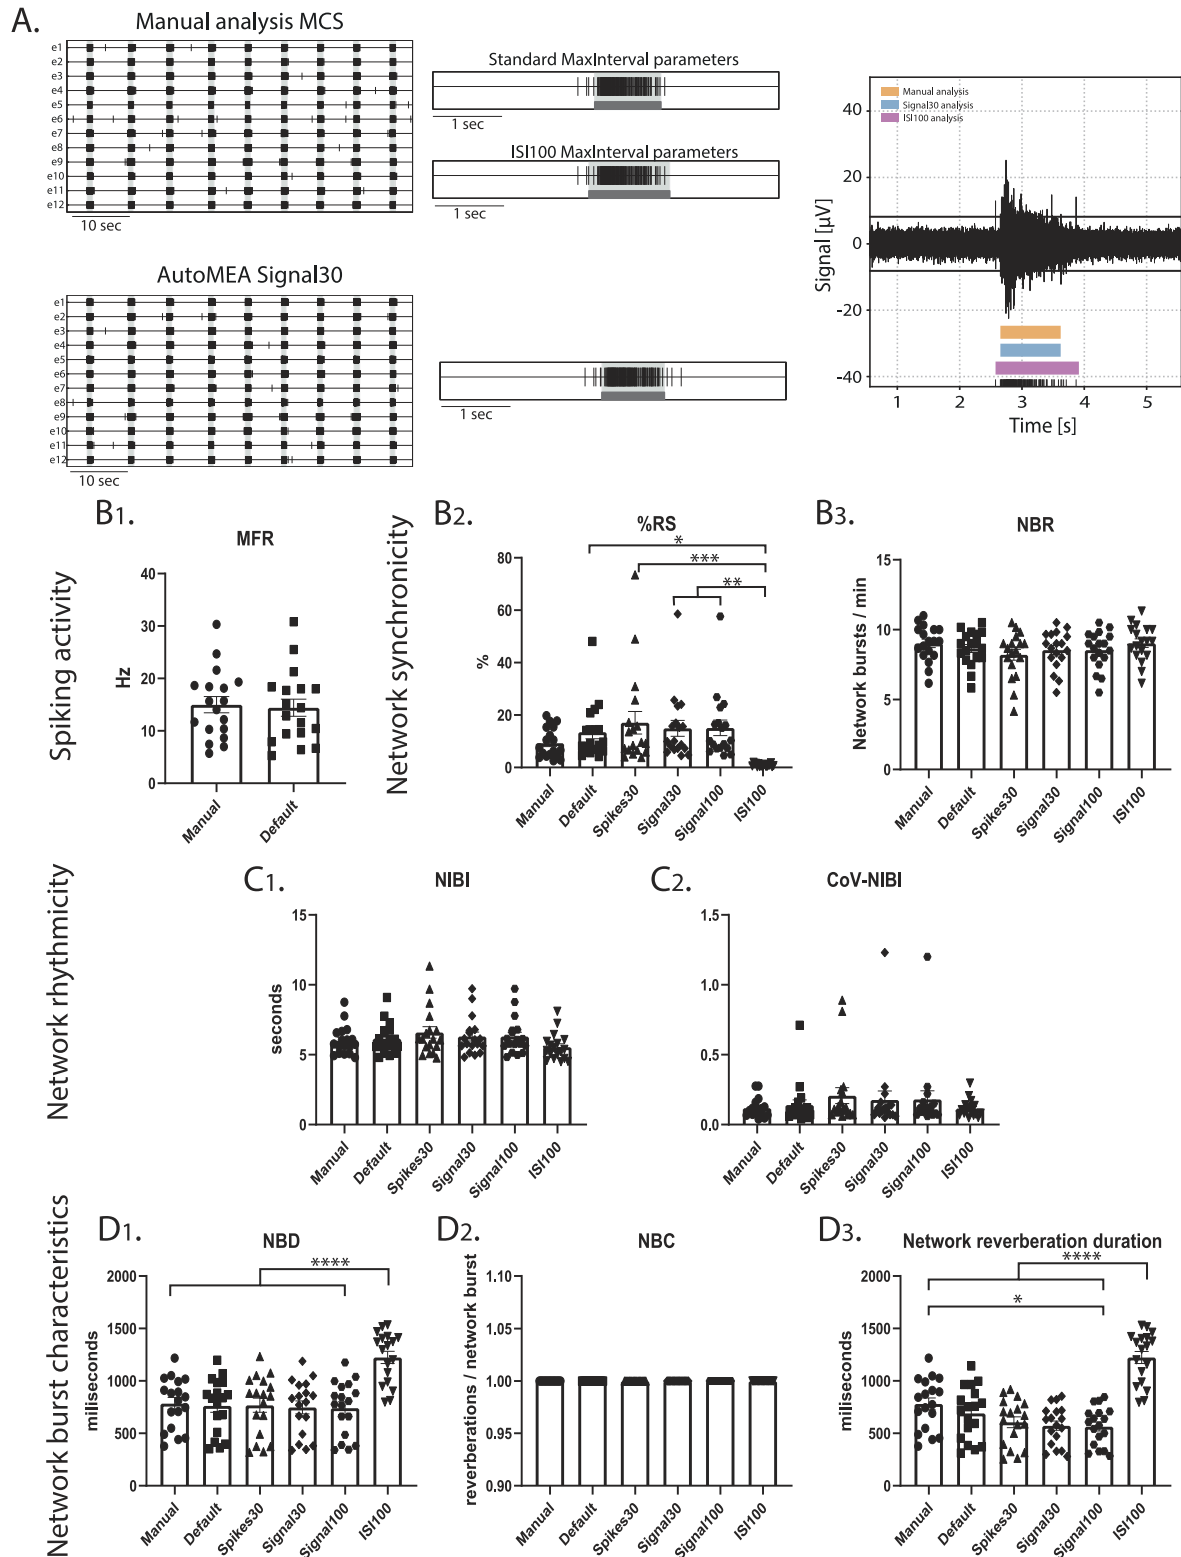 A.
Manual analysis MCS
e1
e2
e3
e4
e5
e6
e7
e8
e9
e10
e11
e12
10 sec
Standard MaxInterval parameters
1 sec
ISI100 MaxInterval parameters
1 sec
Manual analysis
Signal30 analysis
ISI100 analysis
Signal [µV]
40
20
0
-20
-40
1 2 3 4 5
Time [s]
AutoMEA Signal30
e1
e2
e3
e4
e5
e6
e7
e8
e9
e10
e11
e12
10 sec
1 sec
Spiking activity
B1.
MFR
Hz
40
30
20
10
0
Manual Default
Network synchronicity
B2.
%RS
%
80
60
40
20
0
*
***
**
Manual Default Spikes30 Signal30 Signal100 ISI100
B3.
NBR
Network bursts / min
15
10
5
0
Manual Default Spikes30 Signal30 Signal100 ISI100
Network rhythmicity
C1.
NIBI
seconds
15
10
5
0
Manual Default Spikes30 Signal30 Signal100 ISI100
C2.
CoV-NIBI
1.5
1.0
0.5
0.0
Manual Default Spikes30 Signal30 Signal100 ISI100
Network burst characteristics
D1.
NBD
miliseconds
2000
1500
1000
500
0
****
Manual Default Spikes30 Signal30 Signal100 ISI100
D2.
NBC
reverberations / network burst
1.10
1.05
1.00
0.95
0.90
Manual Default Spikes30 Signal30 Signal100 ISI100
D3.
Network reverberation duration
miliseconds
2000
1500
1000
500
0
****
*
Manual Default Spikes30 Signal30 Signal100 ISI100